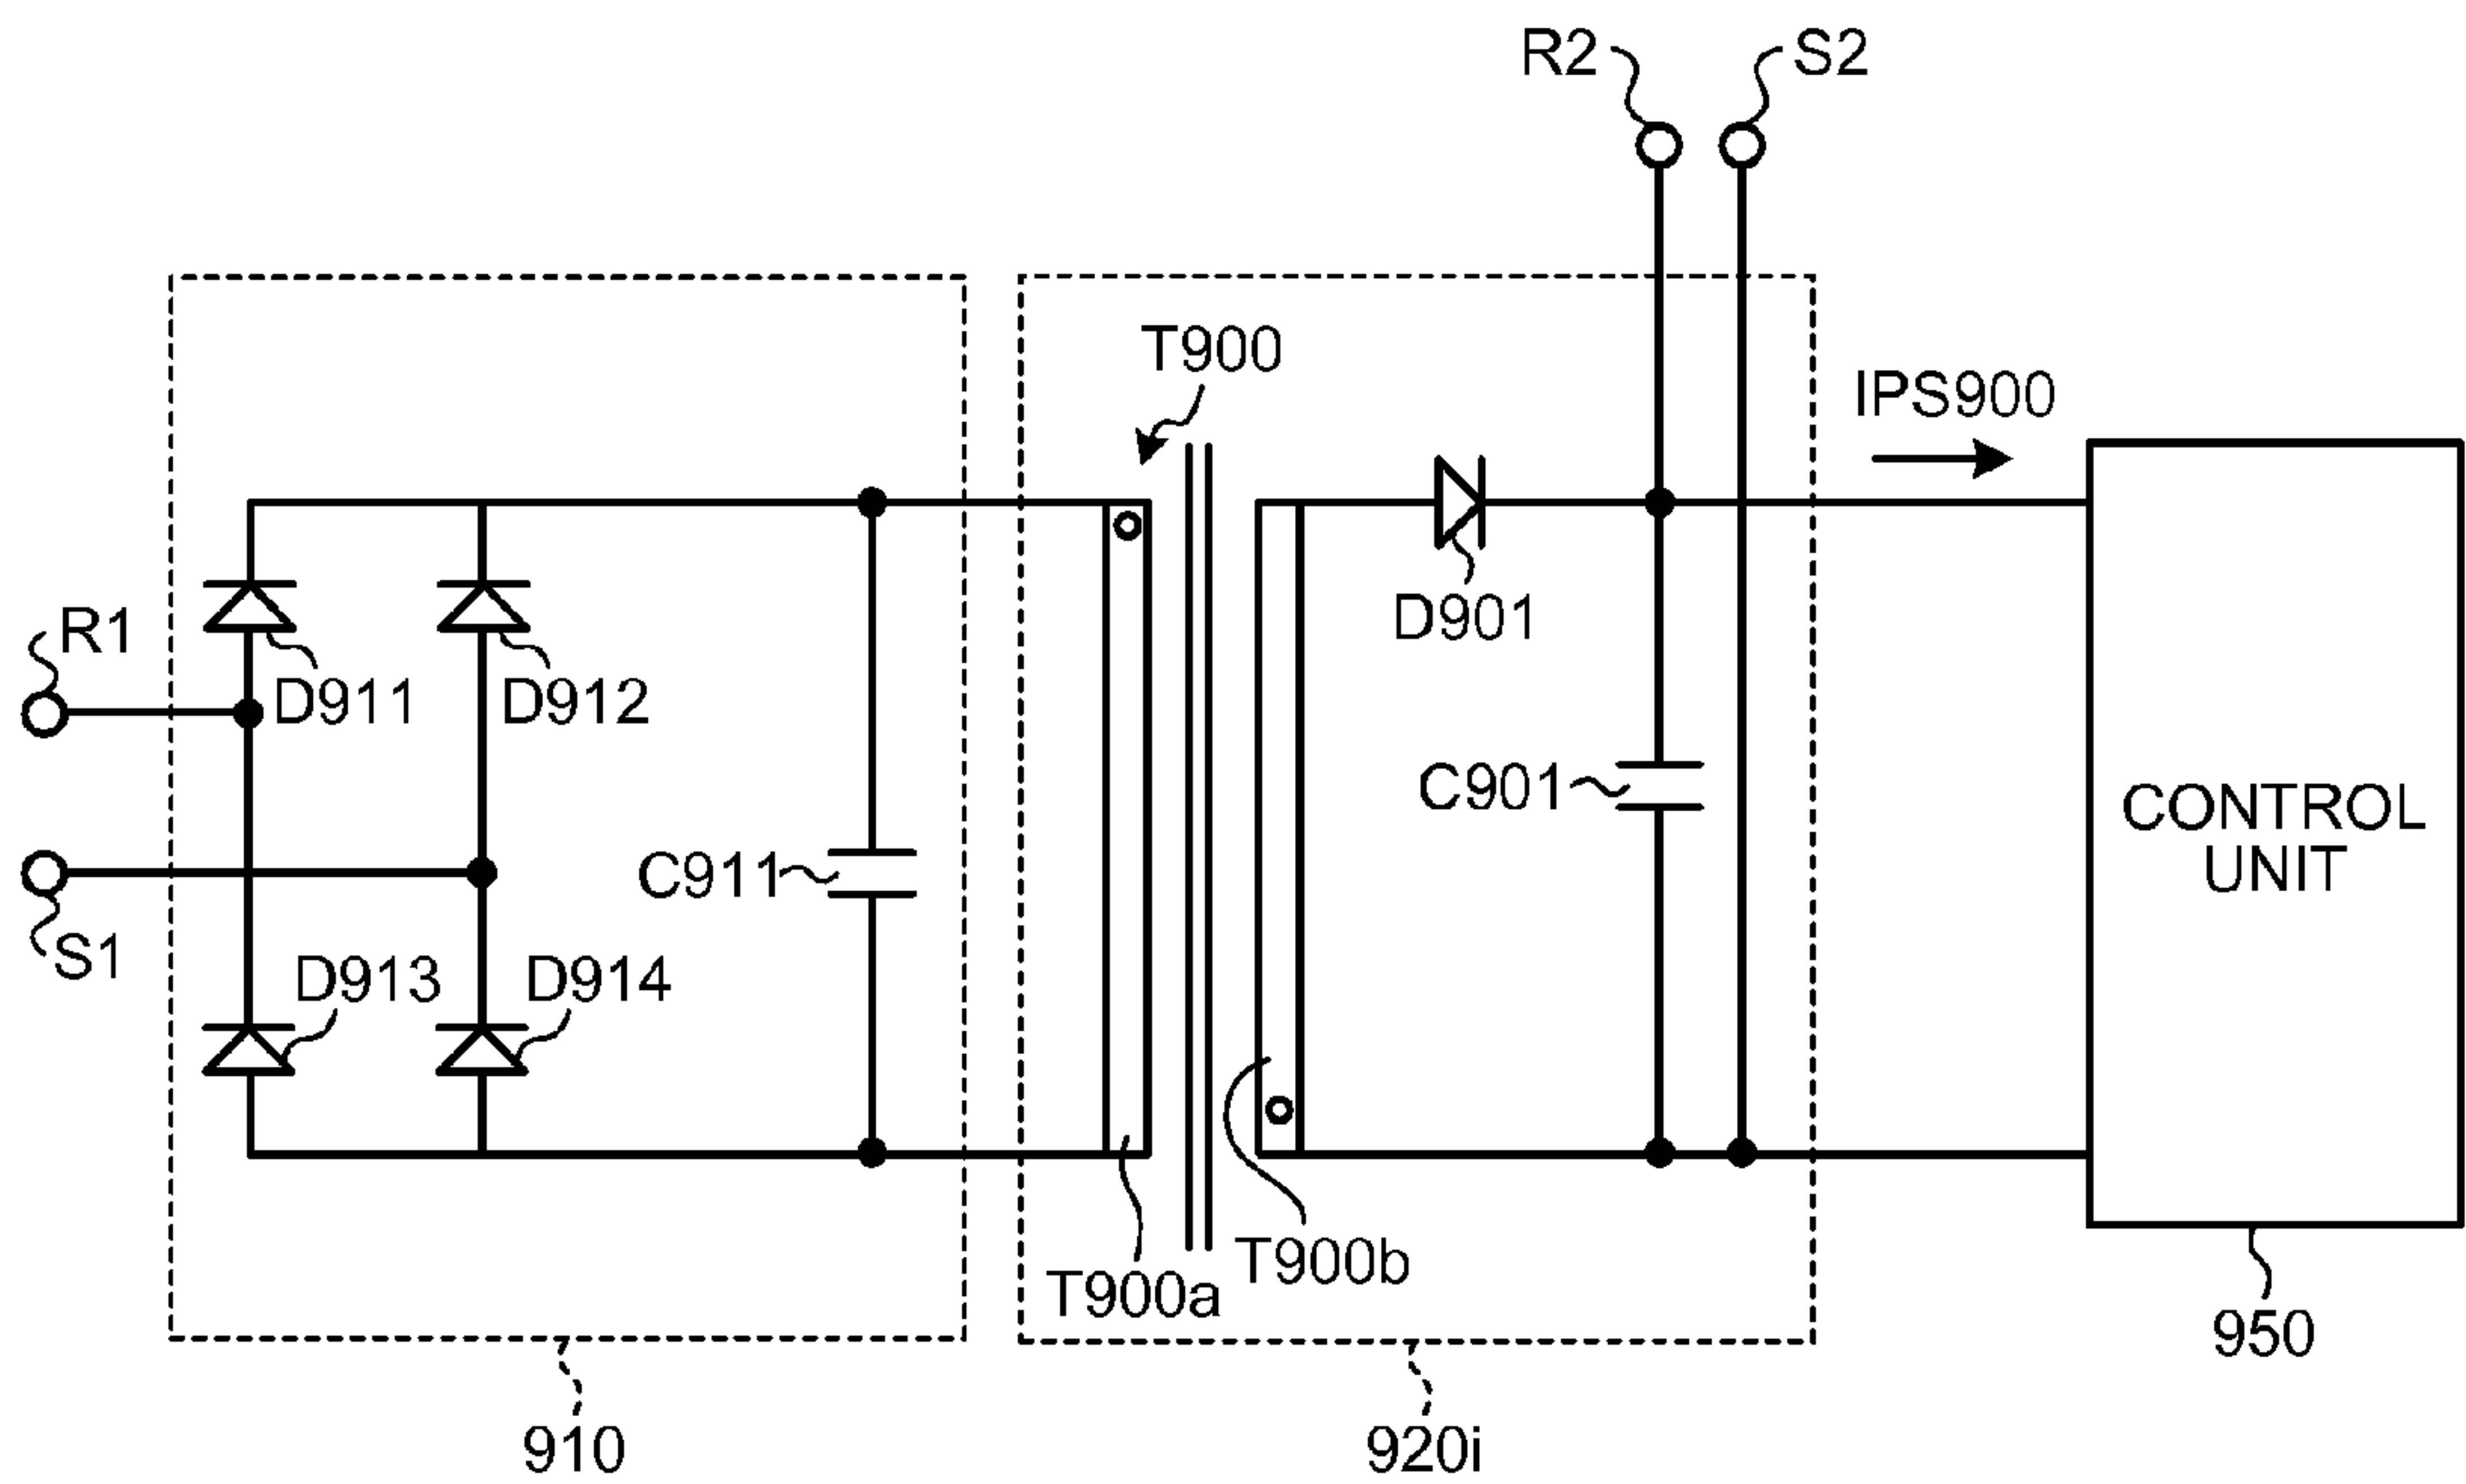 R2
S2
T900
IPS900
D901
R1
D911
D912
C901
CONTROL
UNIT
C911
S1
D913
D914
T900b
T900a
950
910
920i